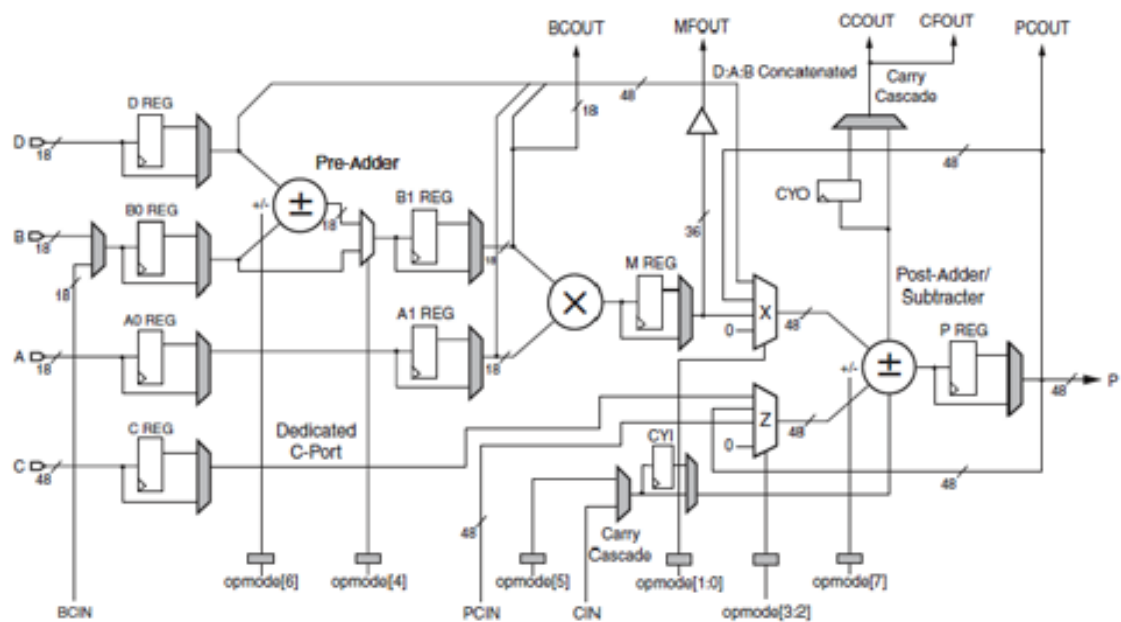 BCOUT
MFOUT
CCOUT
CFOUT
PCOUT
D:A:B Concatenated
Carry
Cascade
48
18
D REG
D
18
Pre-Adder
48
+/-
±
18
B1 REG
CYO
B0 REG
B
18
18
18
36
M REG
Post-Adder/
Subtracter
×
X
0
48
A0 REG
A1 REG
A
18
18
P REG
+/-
±
48
P
C REG
Dedicated
C-Port
Z
0
48
CYI
C
48
48
48
Carry
Cascade
opmode[6]
opmode[4]
opmode[5]
opmode[1:0]
opmode[3:2]
opmode[7]
BCIN
PCIN
CIN